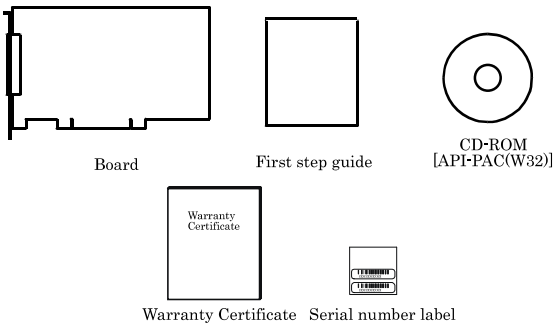 Board
First step guide
CD-ROM
[API-PAC(W32)]
Warranty
Certificate
Warranty Certificate
Serial number label